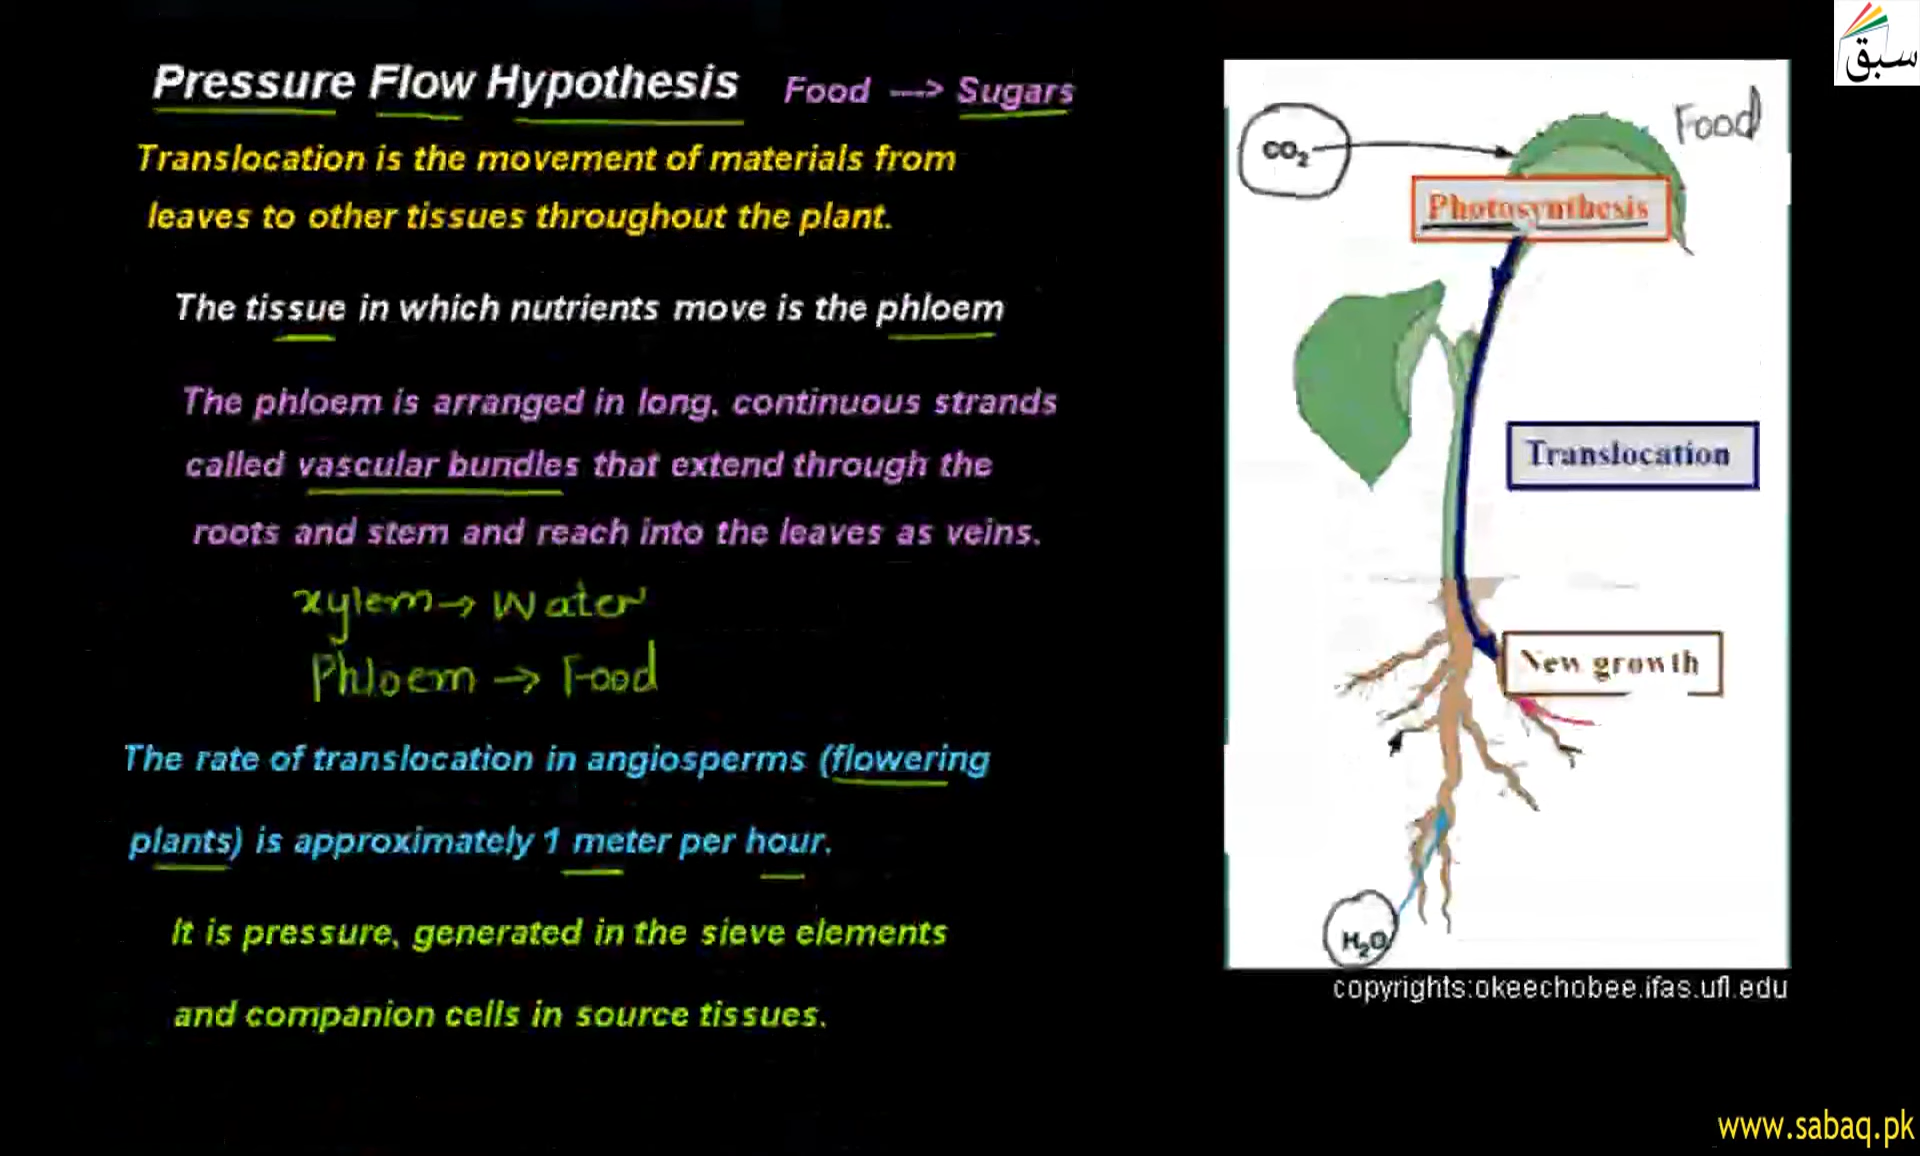 Pressure Flow Hypothesis Food ---> Sugars
Translocation is the movement of materials from
leaves to other tissues throughout the plant.
The tissue in which nutrients move is the phloem
The phloem is arranged in long, continuous strands
called vascular bundles that extend through the
roots and stem and reach into the leaves as veins.
xylem → Water
Phloem → Food
The rate of translocation in angiosperms (flowering
plants) is approximately 1 meter per hour.
It is pressure, generated in the sieve elements
and companion cells in source tissues.
سبق
Food
CO₂
Photosynthesis
Translocation
New growth
H₂O
copyrights:okeechobee.ifas.ufl.edu
www.sabaq.pk